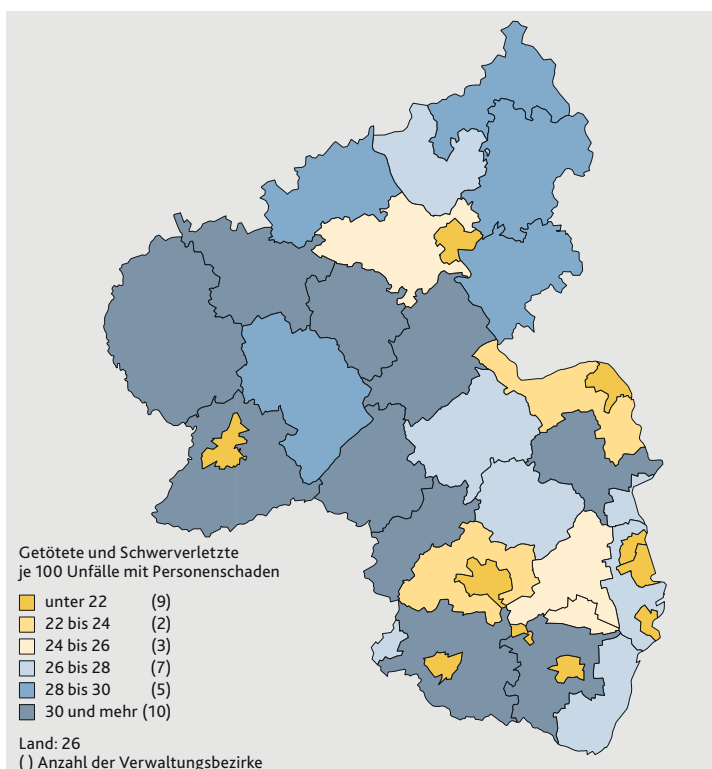 Getötete und Schwerverletzte
je 100 Unfälle mit Personenschaden
unter 22 (9)
22 bis 24 (2)
24 bis 26 (3)
26 bis 28 (7)
28 bis 30 (5)
30 und mehr (10)
Land: 26
( ) Anzahl der Verwaltungsbezirke